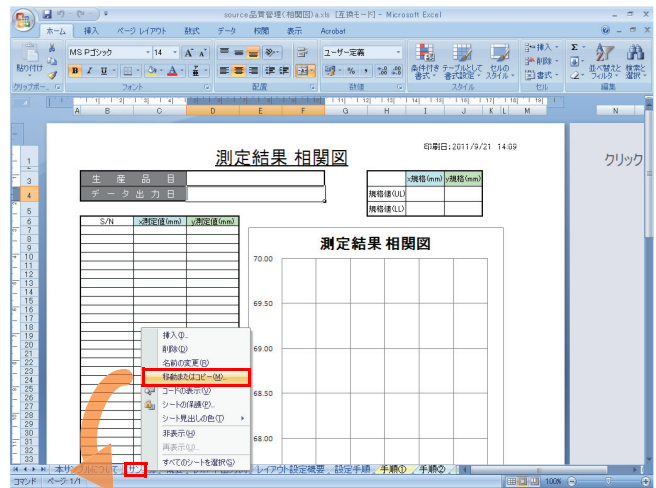 source品質管理(相関図)a.xls [互換モード] - Microsoft Excel
ホーム 挿入 ページ レイアウト 数式 データ 校閲 表示 Acrobat
MS Pゴシック 14 ユーザー定義
貼り付け 条件付き書式 テーブルとして書式設定 セルのスタイル 挿入 削除 書式 並べ替えとフィルタ 検索と選択
クリップボー... フォント 配置 数値 スタイル セル 編集
A B C D E F G H I J K L M N
印刷日:2011/9/21 14:09
測定結果 相関図
クリック
生 産 品 目
データ出力日
x規格(mm) y規格(mm)
規格値(UL)
規格値(LL)
S/N x測定値(mm) y測定値(mm)
測定結果 相関図
70.00
69.50
69.00
68.50
68.00
挿入(I)...
削除(D)
名前の変更(R)
移動またはコピー(M)...
コードの表示(V)
シートの保護(P)...
シート見出しの色(T)
非表示(H)
再表示(U)...
すべてのシートを選択(S)
レイアウト設定概要 設定手順 手順① 手順②
コマンド ページ: 1/1 100%